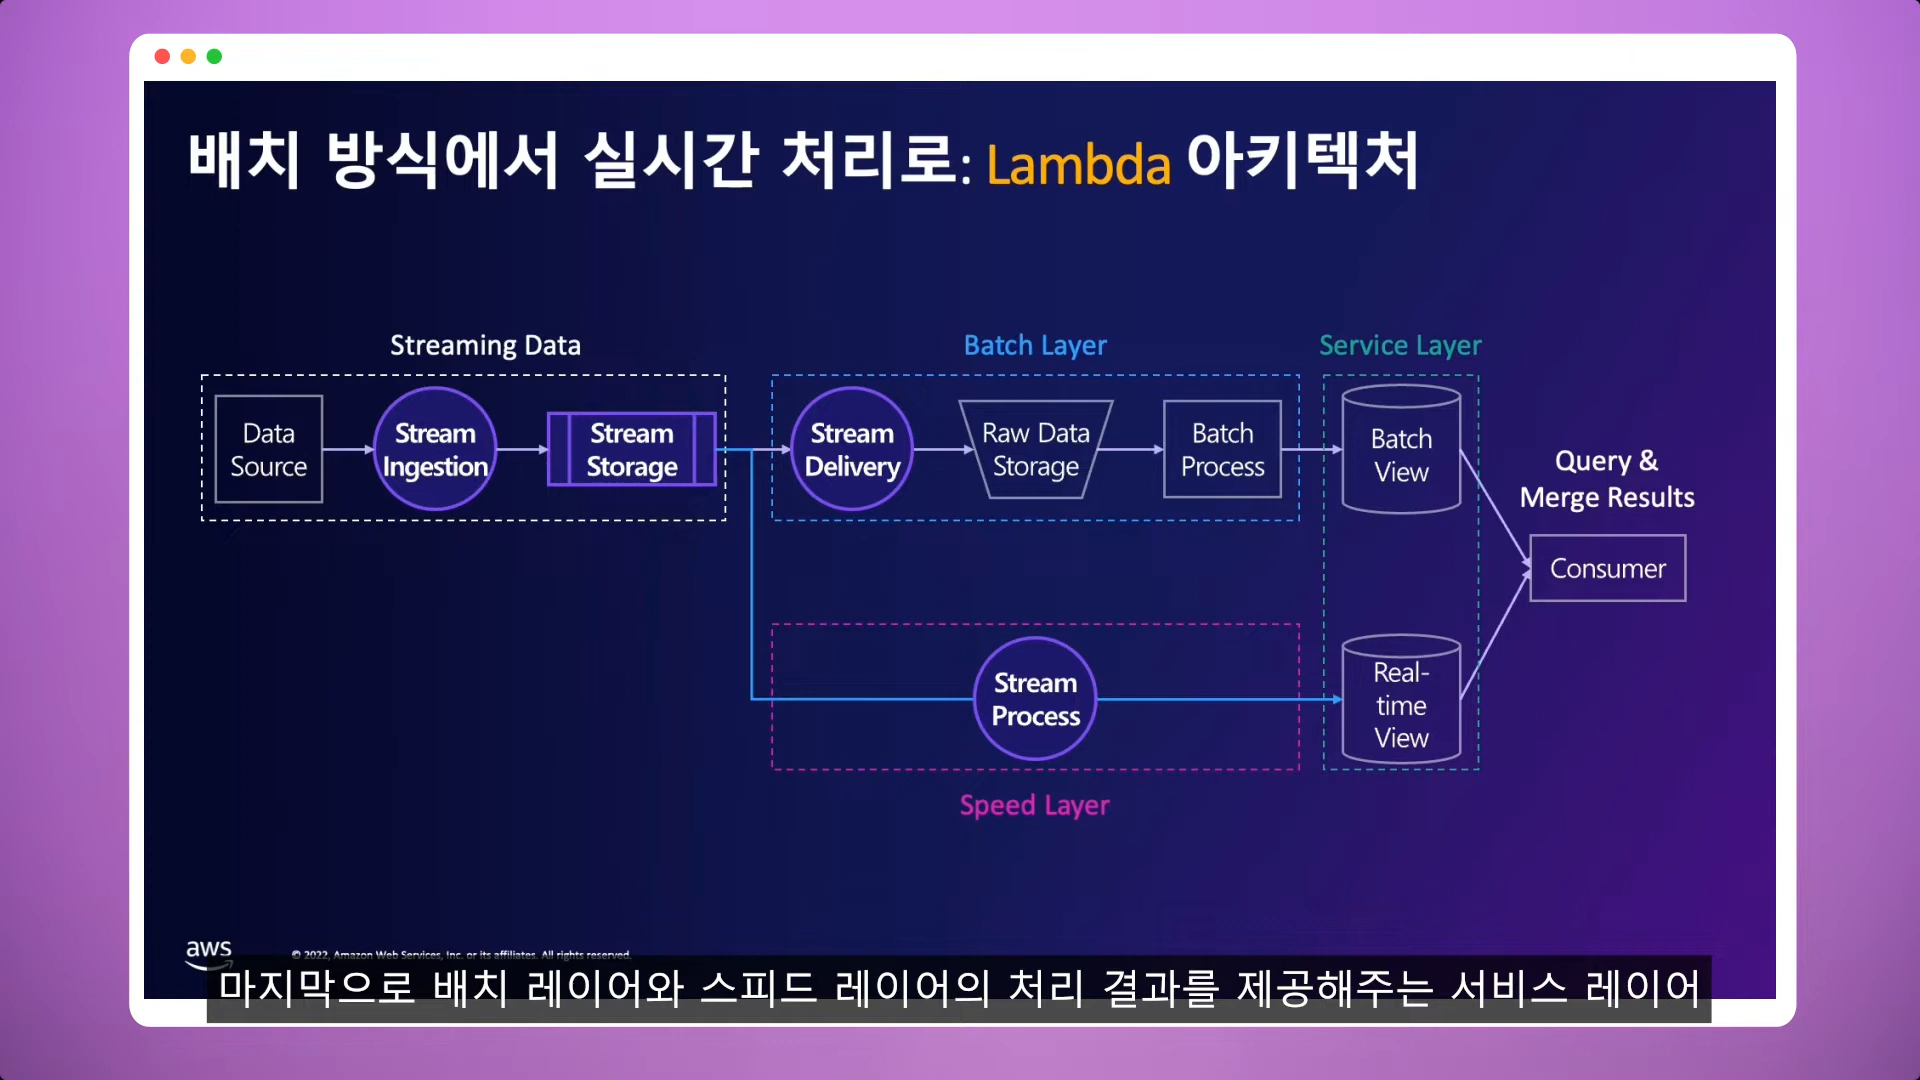 배치 방식에서 실시간 처리로: Lambda 아키텍처
Streaming Data
Batch Layer
Service Layer
Data
Source
Stream
Ingestion
Stream
Storage
Stream
Delivery
Raw Data
Storage
Batch
Process
Batch
View
Query &
Merge Results
Consumer
Stream
Process
Real-
time
View
Speed Layer
aws
© 2022, Amazon Web Services, Inc. or its affiliates. All rights reserved.
마지막으로 배치 레이어와 스피드 레이어의 처리 결과를 제공해주는 서비스 레이어